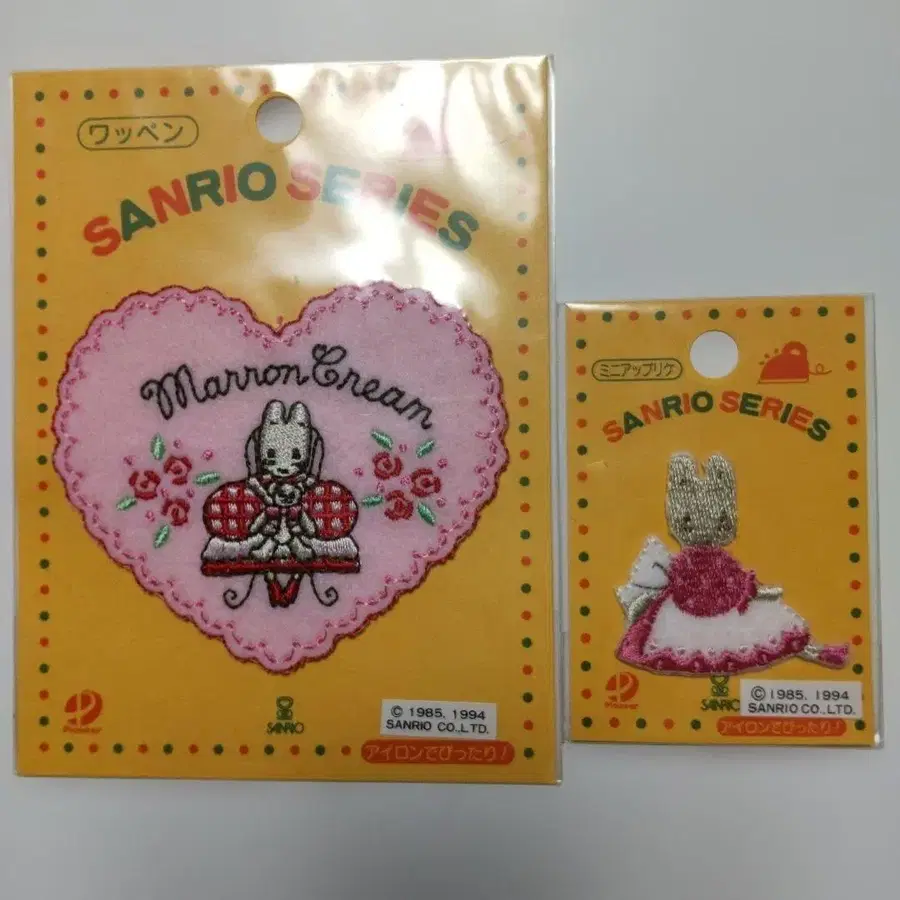 ワッペン
SANRIO SERIES
Marron Cream
Pioneer
SANRIO
© 1985, 1994
SANRIO CO.,LTD.
アイロンでぴったり!
ミニアップリケ
SANRIO SERIES
SANRIO
© 1985, 1994
SANRIO CO.,LTD.
アイロンでぴったり!